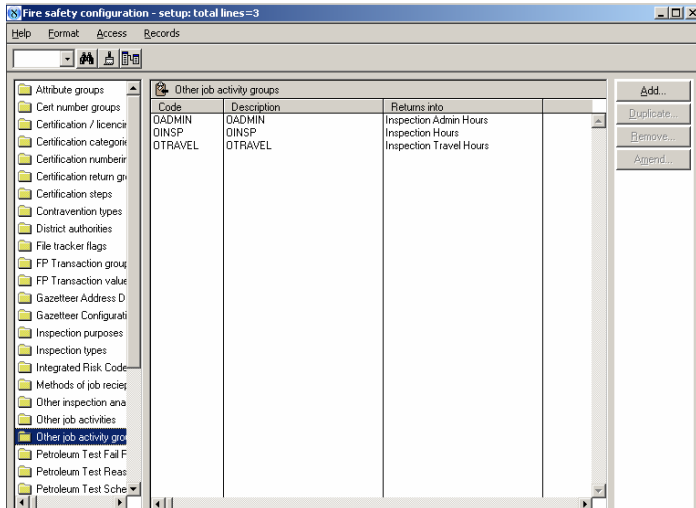 Fire safety configuration - setup: total lines=3
Help Format Access Records
Attribute groups
Cert number groups
Certification / licencin
Certification categorie
Certification numberin
Certification return gro
Certification steps
Contravention types
District authorities
File tracker flags
FP Transaction group
FP Transaction value
Gazetteer Address D
Gazetteer Configurati
Inspection purposes
Inspection types
Integrated Risk Code
Methods of job reciep
Other inspection ana
Other job activities
Other job activity grou
Petroleum Test Fail F
Petroleum Test Reas
Petroleum Test Sche
Other job activity groups
Code Description Returns into
OADMIN OADMIN Inspection Admin Hours
OINSP OINSP Inspection Hours
OTRAVEL OTRAVEL Inspection Travel Hours
Add...
Duplicate...
Remove...
Amend...